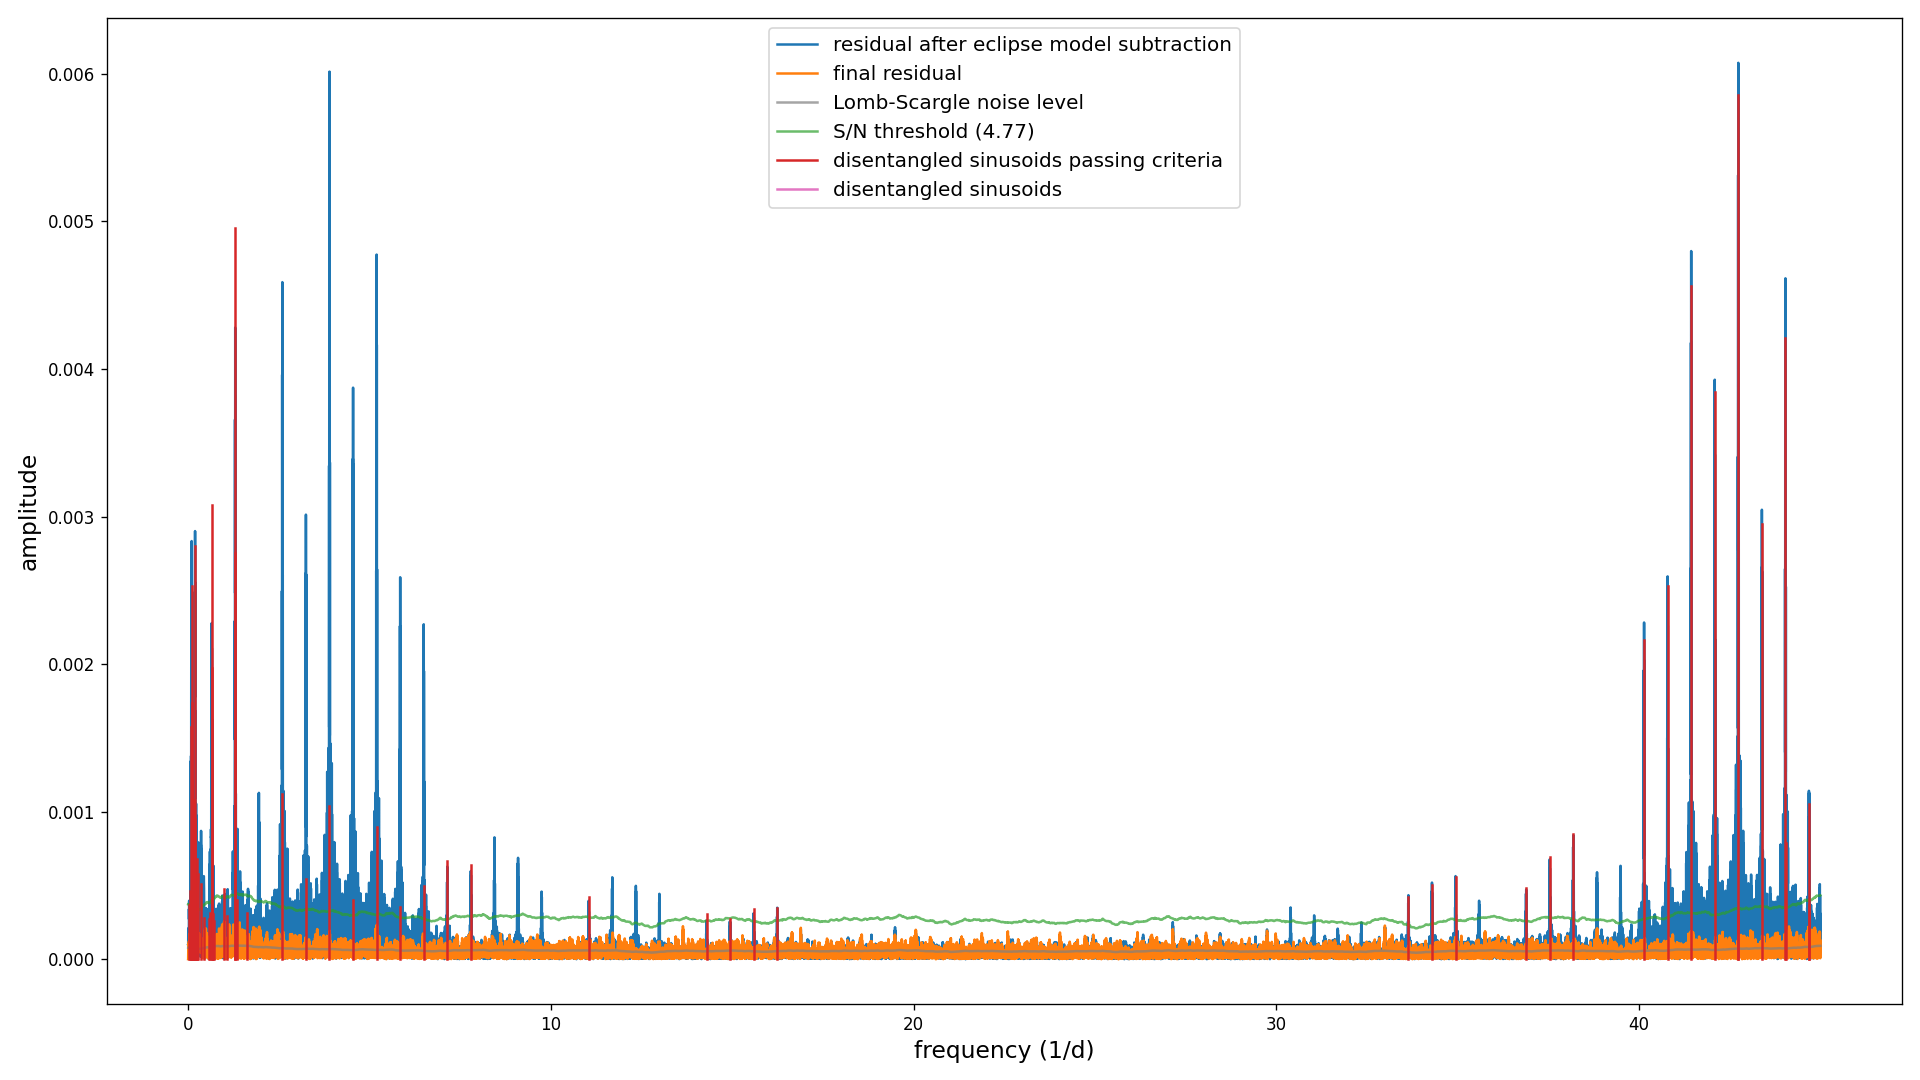 residual after eclipse model subtraction
final residual
Lomb-Scargle noise level
S/N threshold (4.77)
disentangled sinusoids passing criteria
disentangled sinusoids
0.006
0.005
0.004
0.003
0.002
0.001
0.000
amplitude
0 10 20 30 40
frequency (1/d)